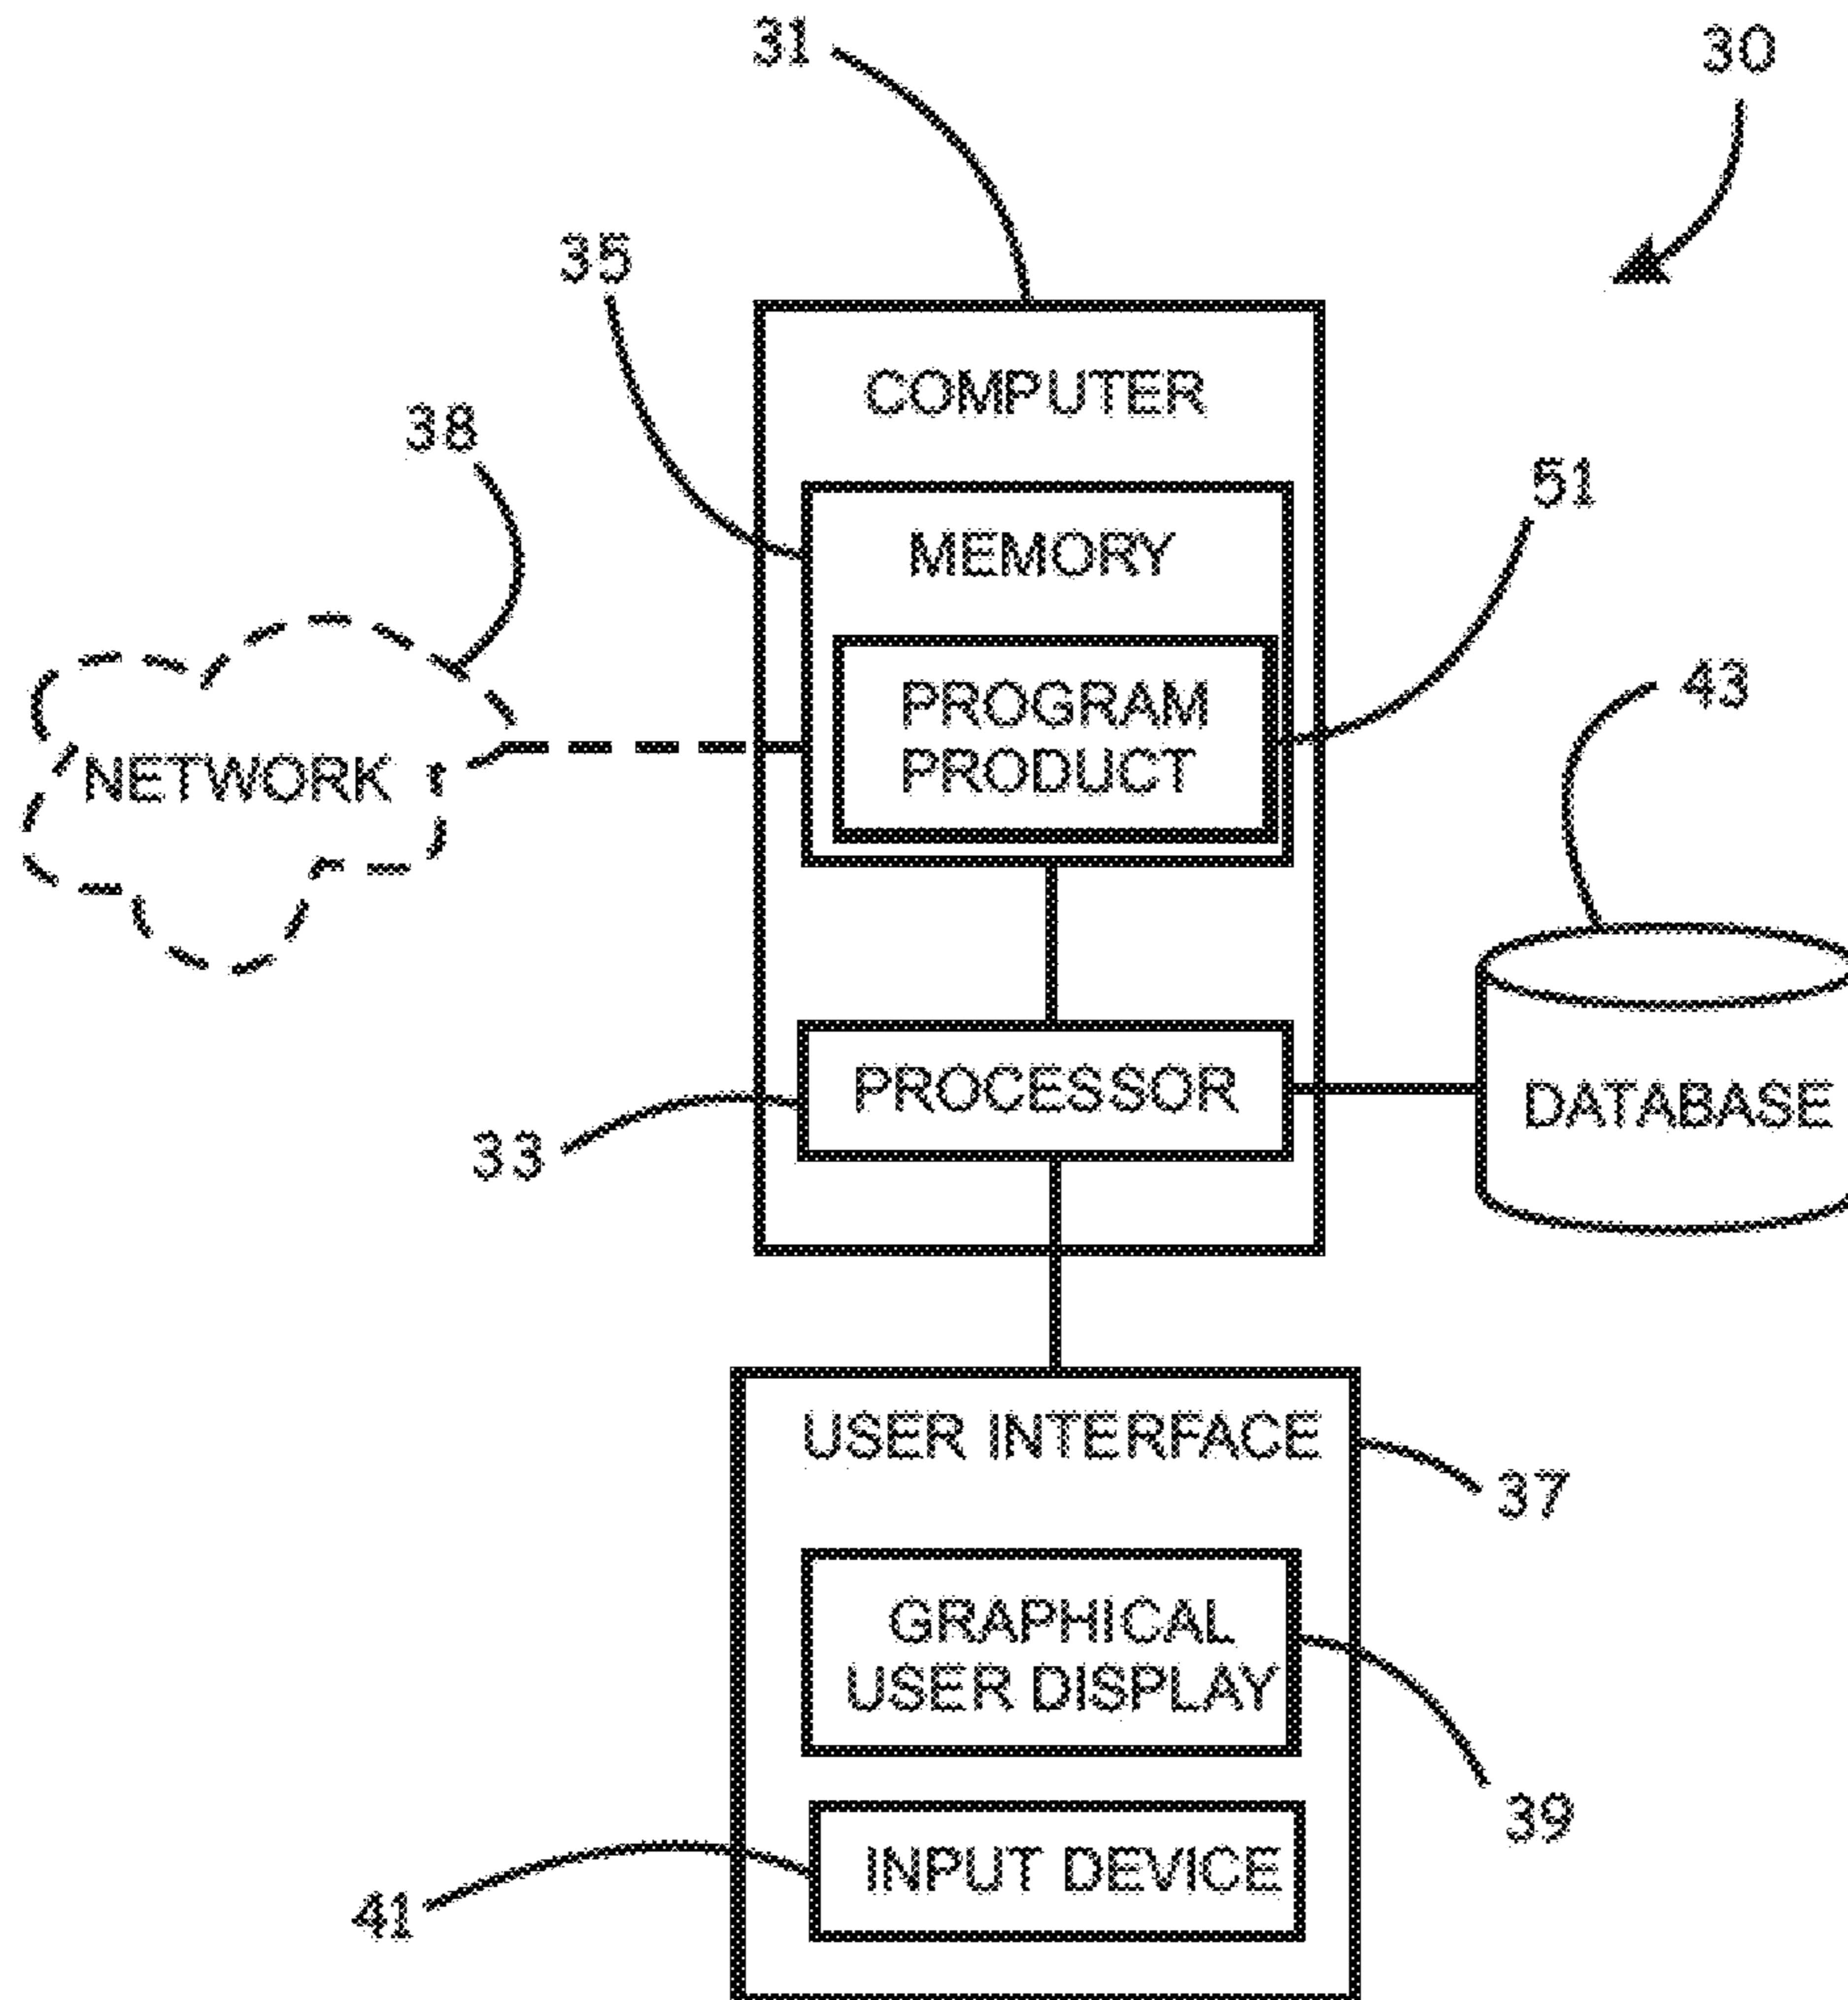 31
30
35
COMPUTER
38
51
MEMORY
PROGRAM
PRODUCT
43
NETWORK
PROCESSOR
DATABASE
33
USER INTERFACE
37
GRAPHICAL
USER DISPLAY
39
INPUT DEVICE
41